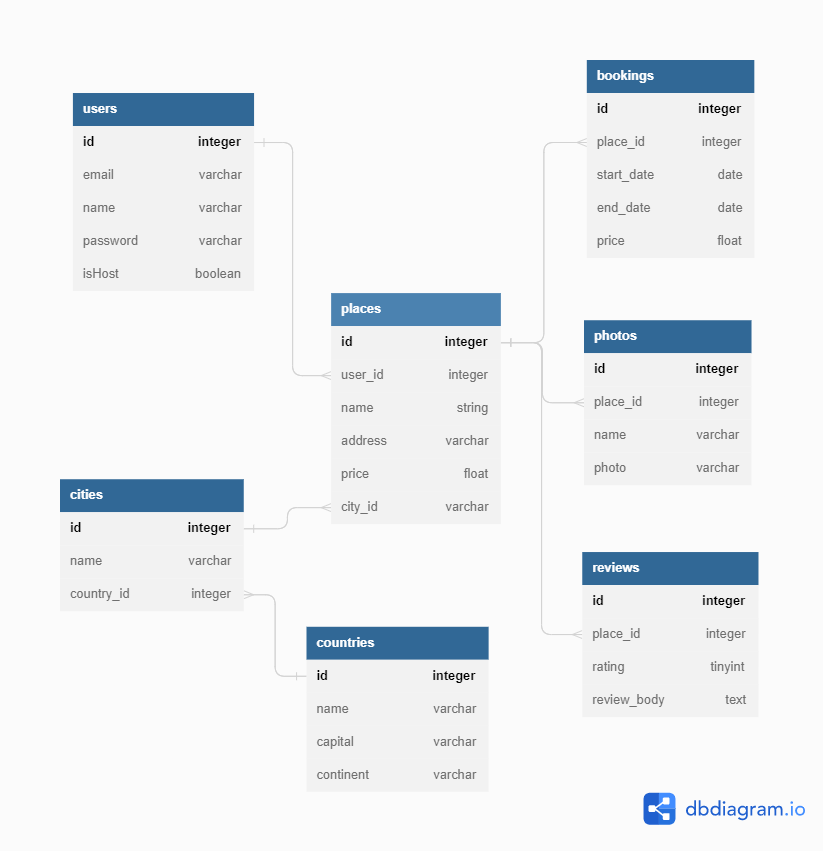 users
id integer
email varchar
name varchar
password varchar
isHost boolean
bookings
id integer
place_id integer
start_date date
end_date date
price float
places
id integer
user_id integer
name string
address varchar
price float
city_id varchar
photos
id integer
place_id integer
name varchar
photo varchar
cities
id integer
name varchar
country_id integer
reviews
id integer
place_id integer
rating tinyint
review_body text
countries
id integer
name varchar
capital varchar
continent varchar
dbdiagram.io